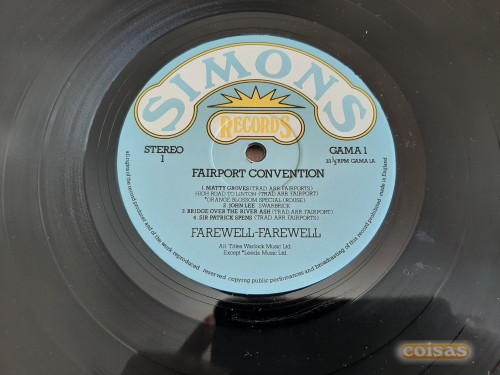 SIMONS
RECORDS
STEREO
1
GAMA 1
33⅓ RPM GAMA 1A
FAIRPORT CONVENTION
1. MATTY GROVES (TRAD ARR FAIRPORTS)
HIGH ROAD TO LINTON (TRAD ARR FAIRPORT)
*ORANGE BLOSSOM SPECIAL (ROUSE)
2. JOHN LEE SWARBRICK
3. BRIDGE OVER THE RIVER ASH (TRAD ARR FAIRPORT)
4. SIR PATRICK SPENS (TRAD ARR FAIRPORTS)
FAREWELL-FAREWELL
All Titles Warlock Music Ltd.
Except *Leeds Music Ltd.
all rights of the record producer and of the owner of the work reproduced reserved copying public performances and broadcasting of this record prohibited made in England
coisas